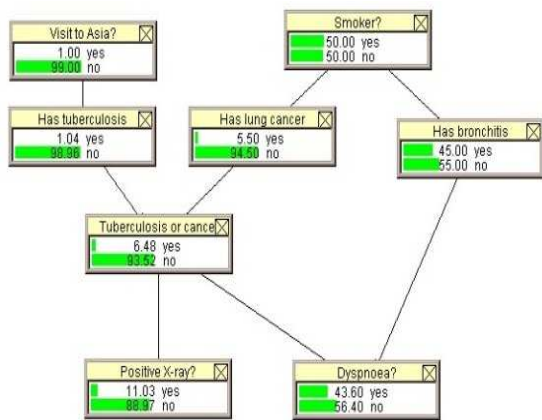 Visit to Asia?
1.00 yes
99.00 no
Smoker?
50.00 yes
50.00 no
Has tuberculosis
1.04 yes
98.96 no
Has lung cancer
5.50 yes
94.50 no
Has bronchitis
45.00 yes
55.00 no
Tuberculosis or cance
6.48 yes
93.52 no
Positive X-ray?
11.03 yes
88.97 no
Dyspnoea?
43.60 yes
56.40 no